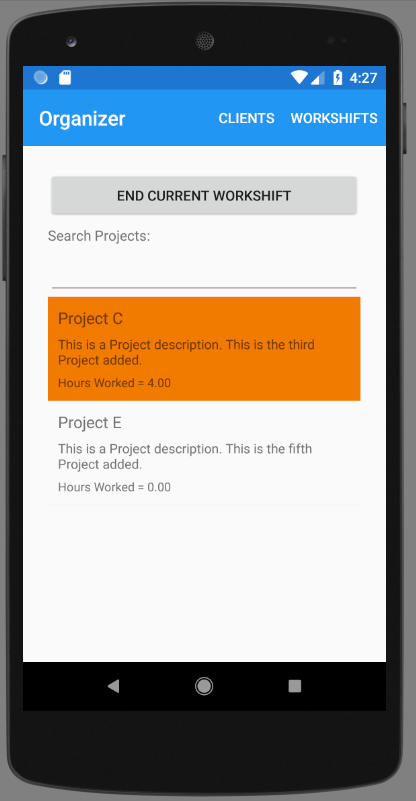 4:27
Organizer
CLIENTS
WORKSHIFTS
END CURRENT WORKSHIFT
Search Projects:
Project C
This is a Project description. This is the third
Project added.
Hours Worked = 4.00
Project E
This is a Project description. This is the fifth
Project added.
Hours Worked = 0.00